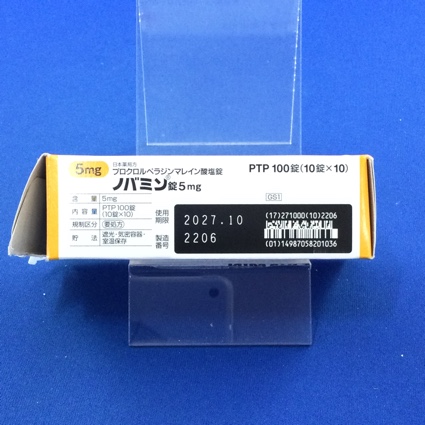 5mg
日本薬局方
プロクロルペラジンマレイン酸塩錠
ノバミン錠5mg
PTP 100錠(10錠×10)
含量 5mg
内容量 PTP100錠
(10錠×10)
規制区分 要処方
貯法 遮光・気密容器・
室温保存
使用
期限 2027.10
製造
番号 2206
GS1
(17)271000(10)2206
(01)14987058201036